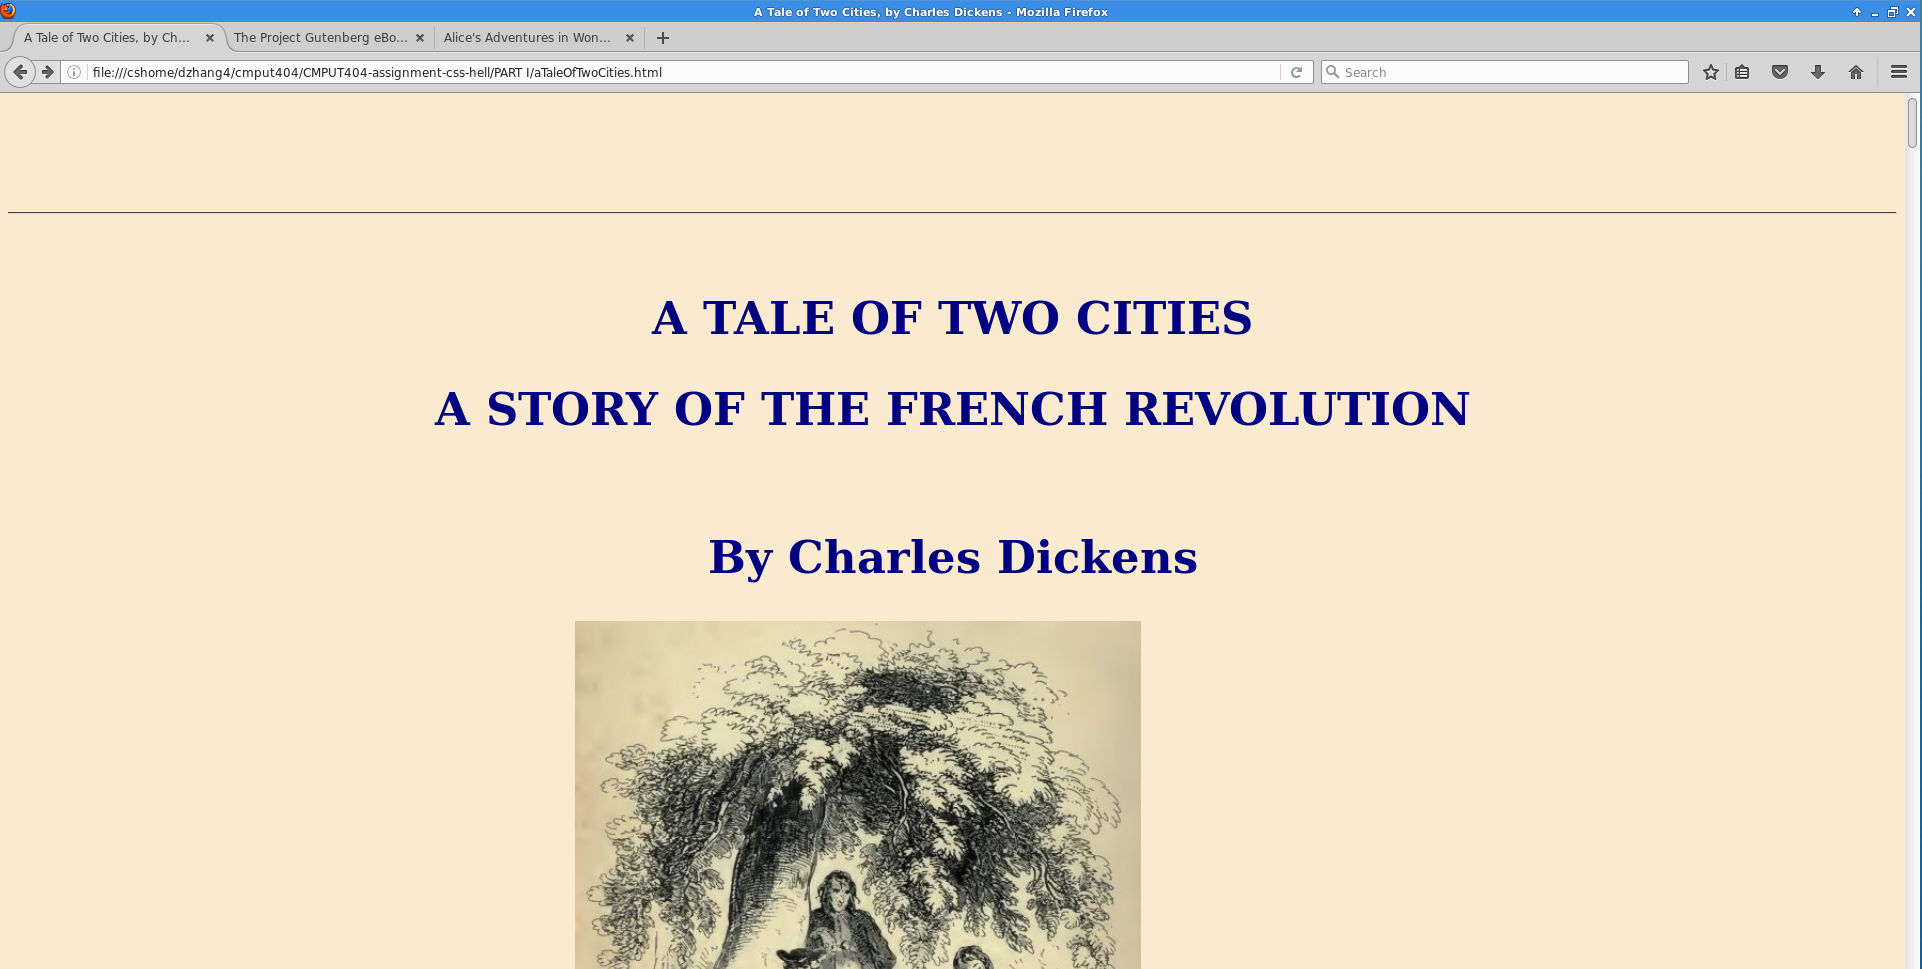 A Tale of Two Cities, by Charles Dickens - Mozilla Firefox
A Tale of Two Cities, by Ch...
The Project Gutenberg eBo...
Alice's Adventures in Won...
file:///cshome/dzhang4/cmput404/CMPUT404-assignment-css-hell/PART I/aTaleOfTwoCities.html
Search
A TALE OF TWO CITIES
A STORY OF THE FRENCH REVOLUTION
By Charles Dickens